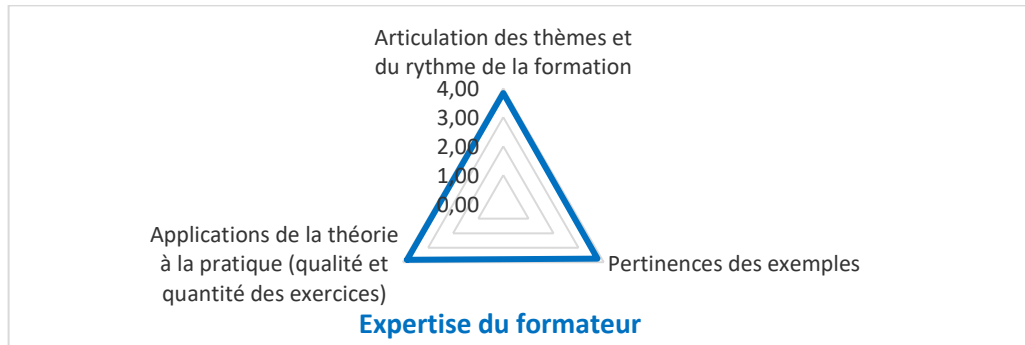 Articulation des thèmes et
du rythme de la formation
4,00
3,00
2,00
1,00
0,00
Applications de la théorie
à la pratique (qualité et
quantité des exercices)
Pertinences des exemples
Expertise du formateur